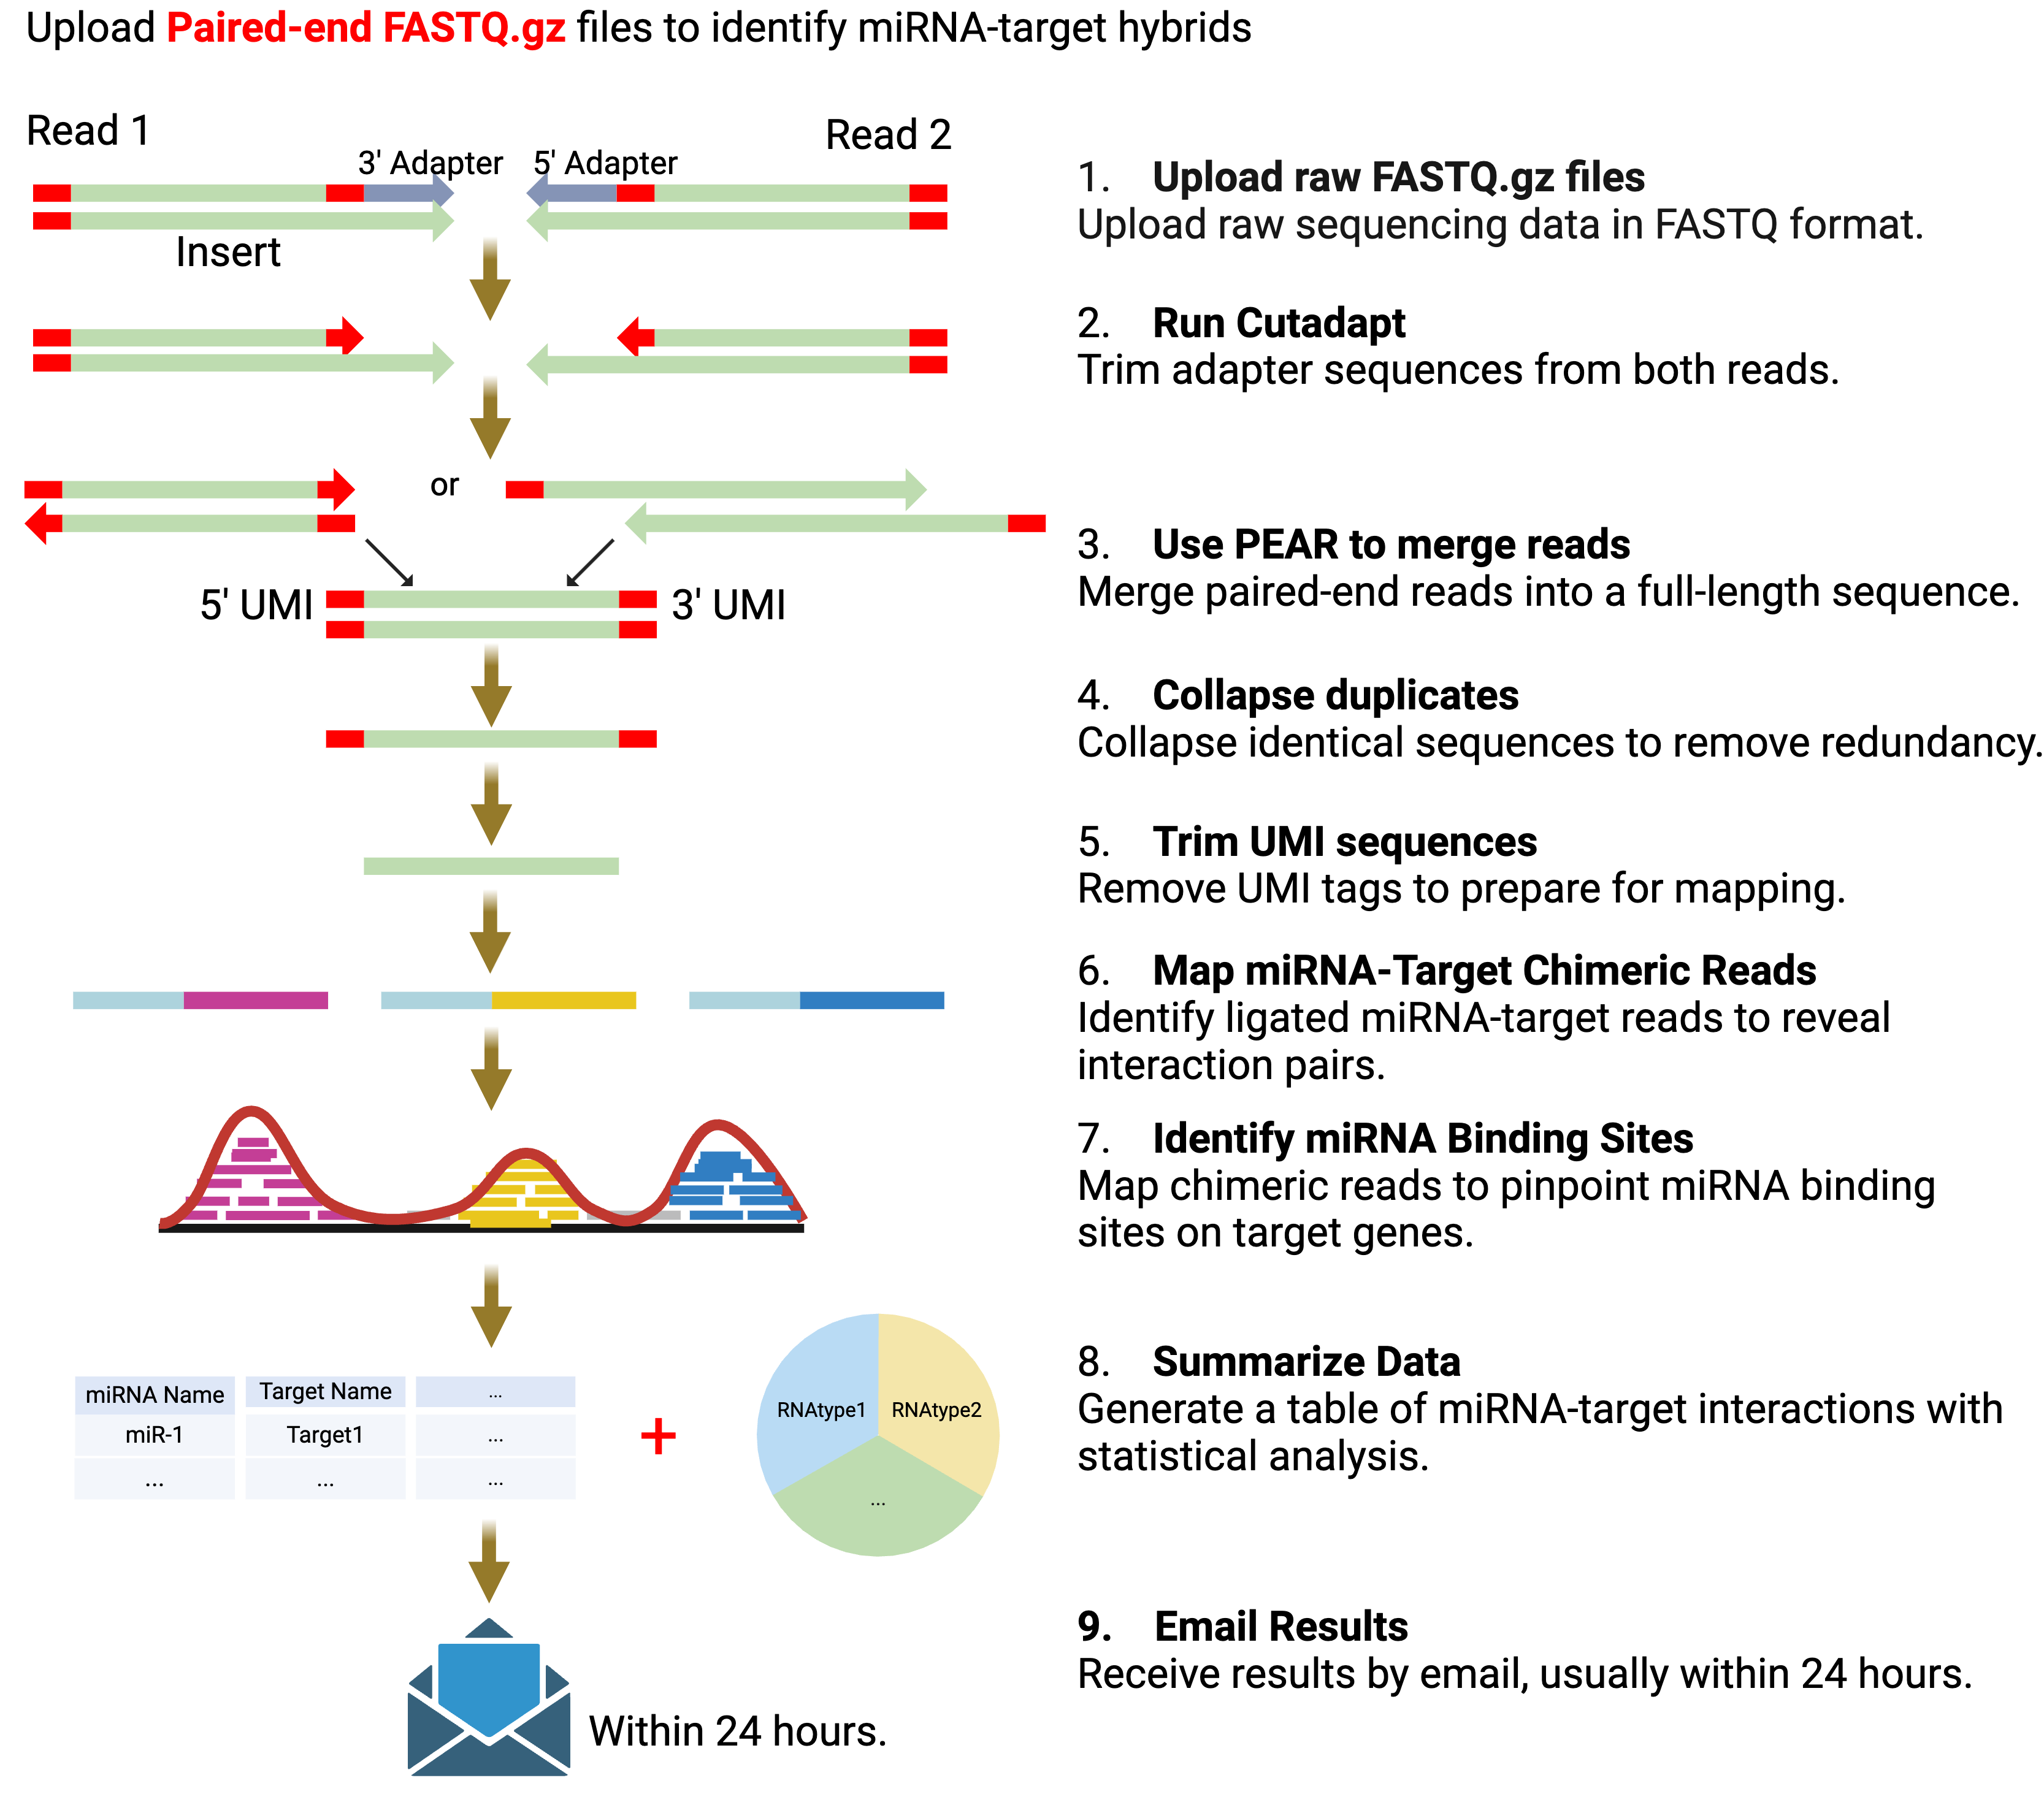 Upload Paired-end FASTQ.gz files to identify miRNA-target hybrids
Read 1
Read 2
3' Adapter
5' Adapter
Insert
or
5' UMI
3' UMI
miRNA Name
Target Name
...
miR-1
Target1
...
...
...
...
RNAtype1
RNAtype2
...
+
Within 24 hours.
1. Upload raw FASTQ.gz files
Upload raw sequencing data in FASTQ format.
2. Run Cutadapt
Trim adapter sequences from both reads.
3. Use PEAR to merge reads
Merge paired-end reads into a full-length sequence.
4. Collapse duplicates
Collapse identical sequences to remove redundancy.
5. Trim UMI sequences
Remove UMI tags to prepare for mapping.
6. Map miRNA-Target Chimeric Reads
Identify ligated miRNA-target reads to reveal
interaction pairs.
7. Identify miRNA Binding Sites
Map chimeric reads to pinpoint miRNA binding
sites on target genes.
8. Summarize Data
Generate a table of miRNA-target interactions with
statistical analysis.
9. Email Results
Receive results by email, usually within 24 hours.